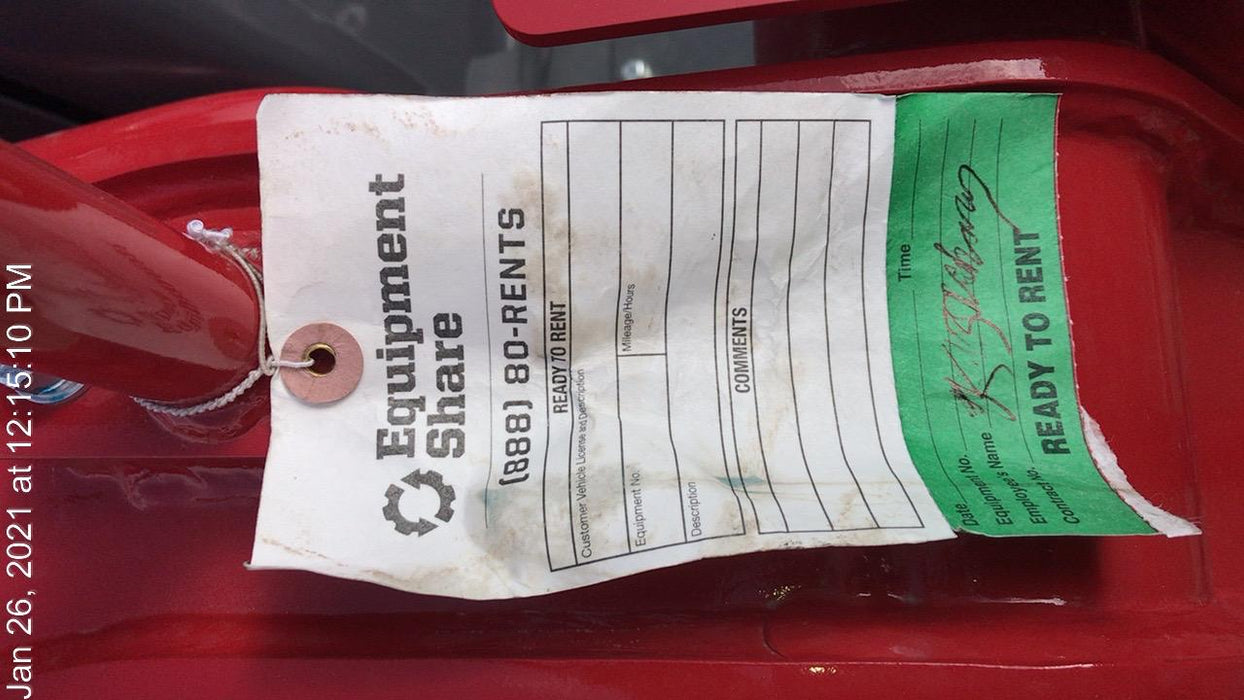 Jan 26, 2021 at 12:15:10 PM
Equipment
Share
(888) 80-RENTS
READY TO RENT
Customer Vehicle License and Description
Equipment No. Mileage/Hours
Description
COMMENTS
Date Time
Equipment No.
Employee's Name
Contract No.
READY TO RENT